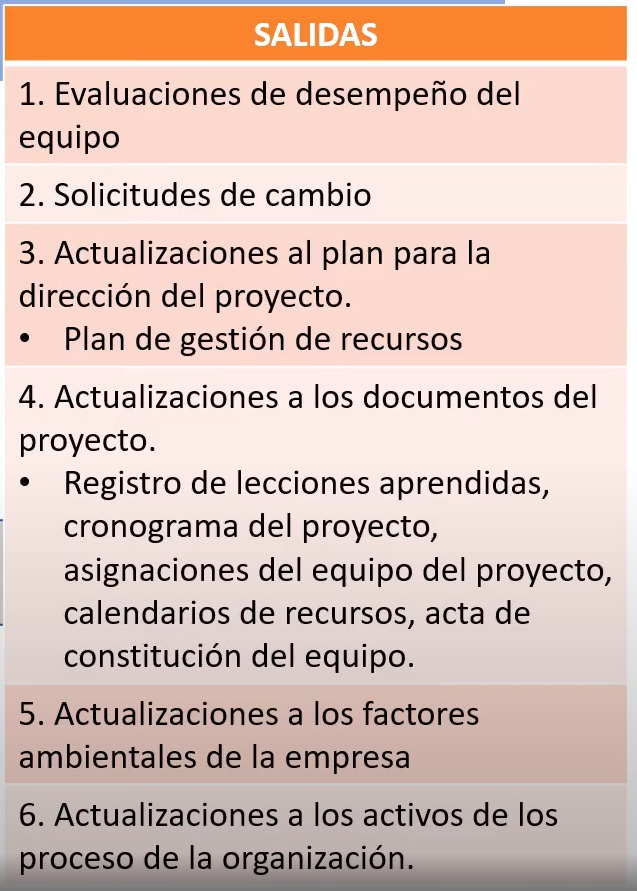 SALIDAS
1. Evaluaciones de desempeño del
equipo
2. Solicitudes de cambio
3. Actualizaciones al plan para la
dirección del proyecto.
• Plan de gestión de recursos
4. Actualizaciones a los documentos del
proyecto.
• Registro de lecciones aprendidas,
cronograma del proyecto,
asignaciones del equipo del proyecto,
calendarios de recursos, acta de
constitución del equipo.
5. Actualizaciones a los factores
ambientales de la empresa
6. Actualizaciones a los activos de los
proceso de la organización.